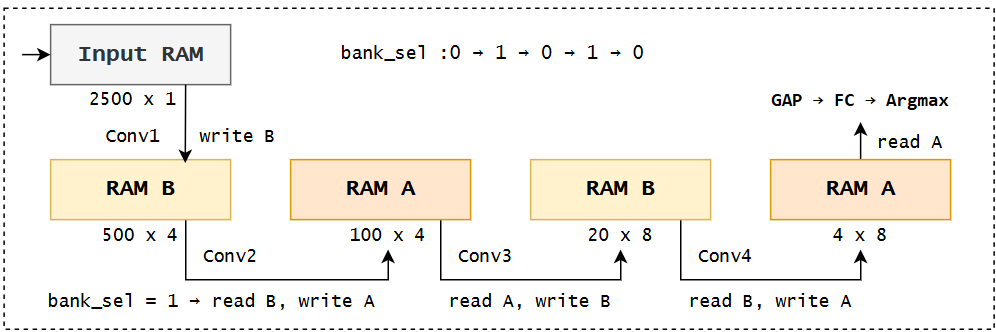 Input RAM
bank_sel :0 → 1 → 0 → 1 → 0
2500 x 1
GAP → FC → Argmax
Conv1
write B
read A
RAM B
RAM A
RAM B
RAM A
500 x 4
100 x 4
20 x 8
4 x 8
Conv2
Conv3
Conv4
bank_sel = 1 → read B, write A
read A, write B
read B, write A